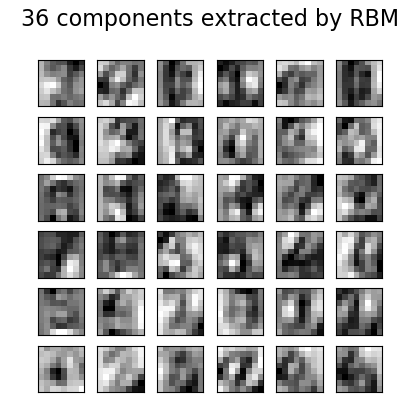 36 components extracted by RBM